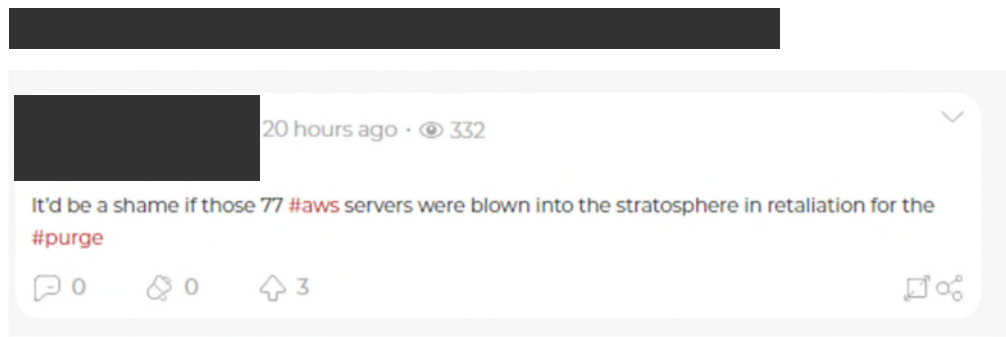 20 hours ago · 332
It'd be a shame if those 77 #aws servers were blown into the stratosphere in retaliation for the
#purge
0 0 3